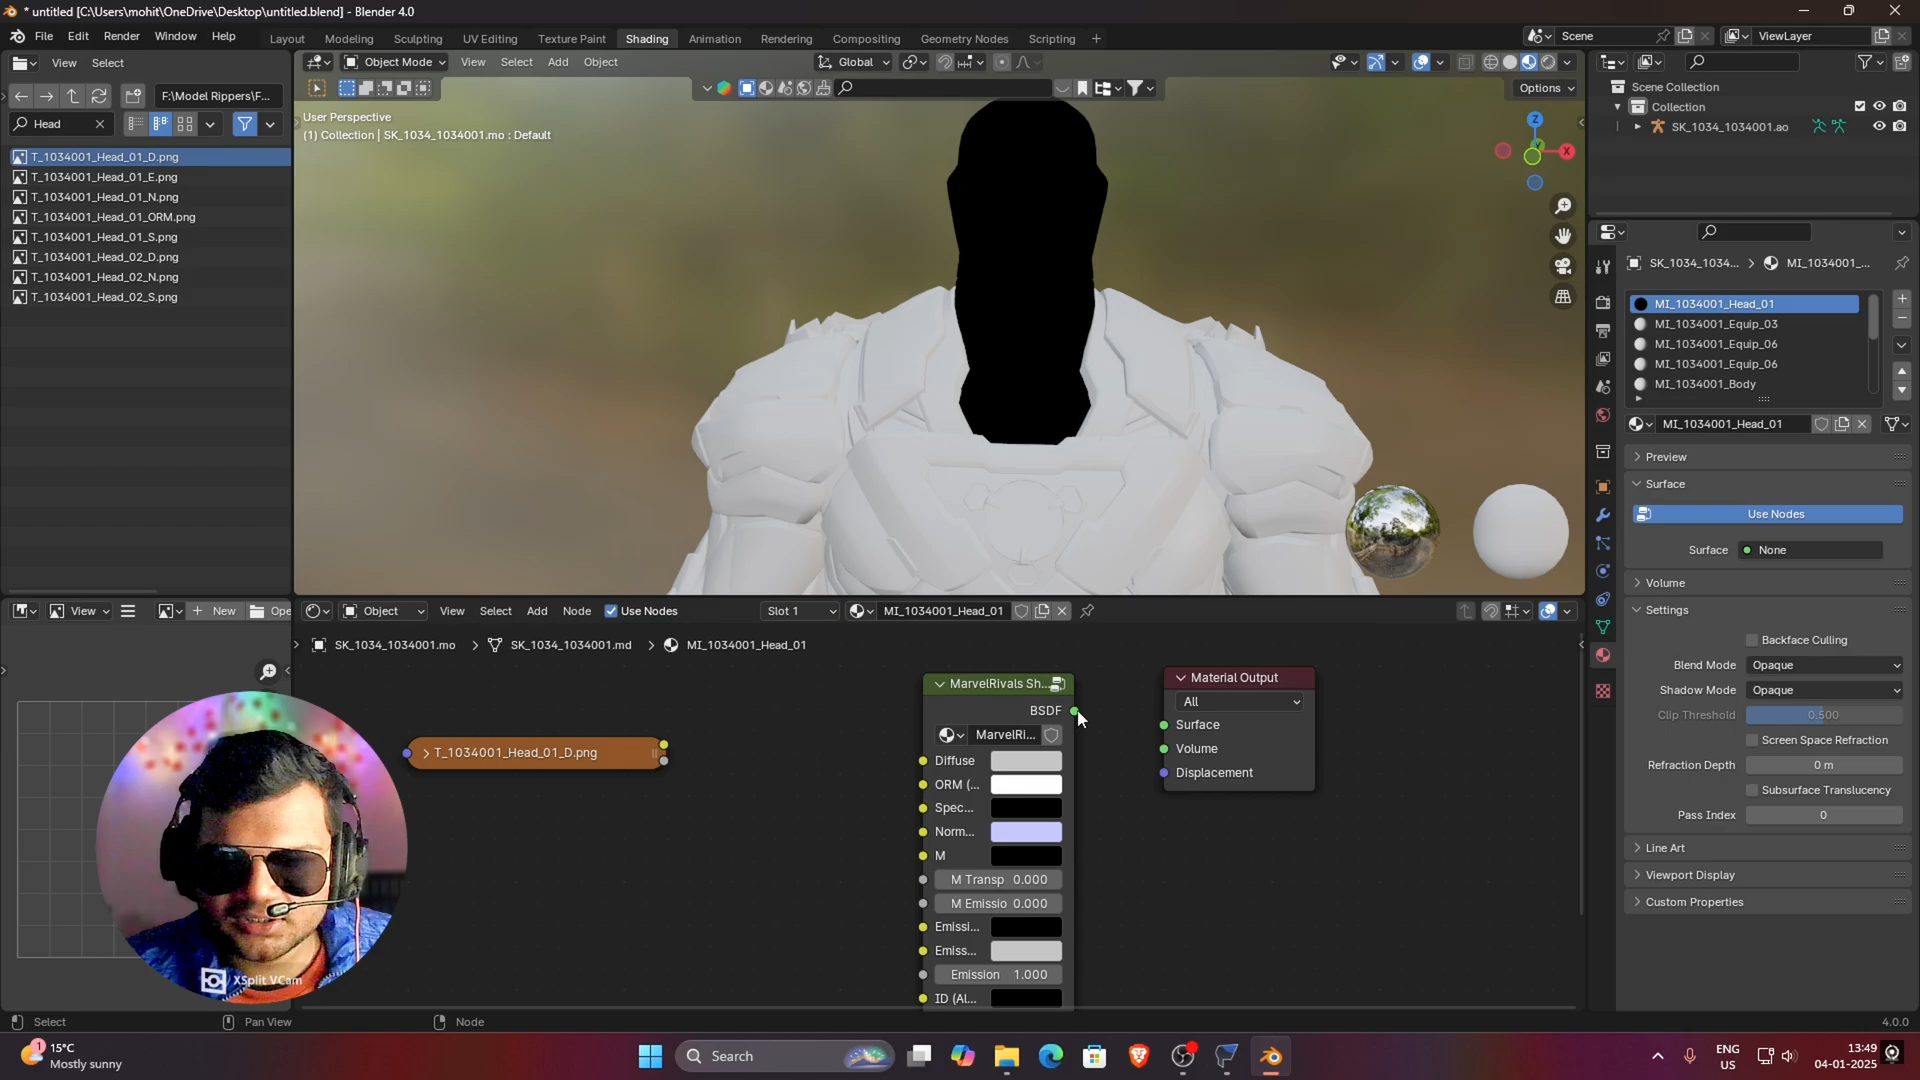 * untitled [C:\Users\mohit\OneDrive\Desktop\untitled.blend] - Blender 4.0
File Edit Render Window Help
Layout Modeling Sculpting UV Editing Texture Paint Shading Animation Rendering Compositing Geometry Nodes Scripting +
Scene
ViewLayer
View Select
Object Mode View Select Add Object
Global
F:\Model Rippers\F...
Options
Head
T_1034001_Head_01_D.png
T_1034001_Head_01_E.png
T_1034001_Head_01_N.png
T_1034001_Head_01_ORM.png
T_1034001_Head_01_S.png
T_1034001_Head_02_D.png
T_1034001_Head_02_N.png
T_1034001_Head_02_S.png
User Perspective
(1) Collection | SK_1034_1034001.mo : Default
Z
X
Scene Collection
Collection
SK_1034_1034001.ao
SK_1034_1034... > MI_1034001_...
MI_1034001_Head_01
MI_1034001_Equip_03
MI_1034001_Equip_06
MI_1034001_Equip_06
MI_1034001_Body
MI_1034001_Head_01
Preview
Surface
Use Nodes
Surface None
Volume
Settings
Backface Culling
Blend Mode Opaque
Shadow Mode Opaque
Clip Threshold 0.500
Screen Space Refraction
Refraction Depth 0 m
Subsurface Translucency
Pass Index 0
Line Art
Viewport Display
Custom Properties
View New Ope
Object View Select Add Node Use Nodes Slot 1 MI_1034001_Head_01
SK_1034_1034001.mo > SK_1034_1034001.md > MI_1034001_Head_01
T_1034001_Head_01_D.png
MarvelRivals Sh...
BSDF
MarvelRi...
Diffuse
ORM (...
Spec...
Norm...
M
M Transp 0.000
M Emissio 0.000
Emissi...
Emiss...
Emission 1.000
ID (Al...
Material Output
All
Surface
Volume
Displacement
XSplit VCam
Select Pan View Node 4.0.0
1
15°C
Mostly sunny
Search
ENG
US
13:49
04-01-2025